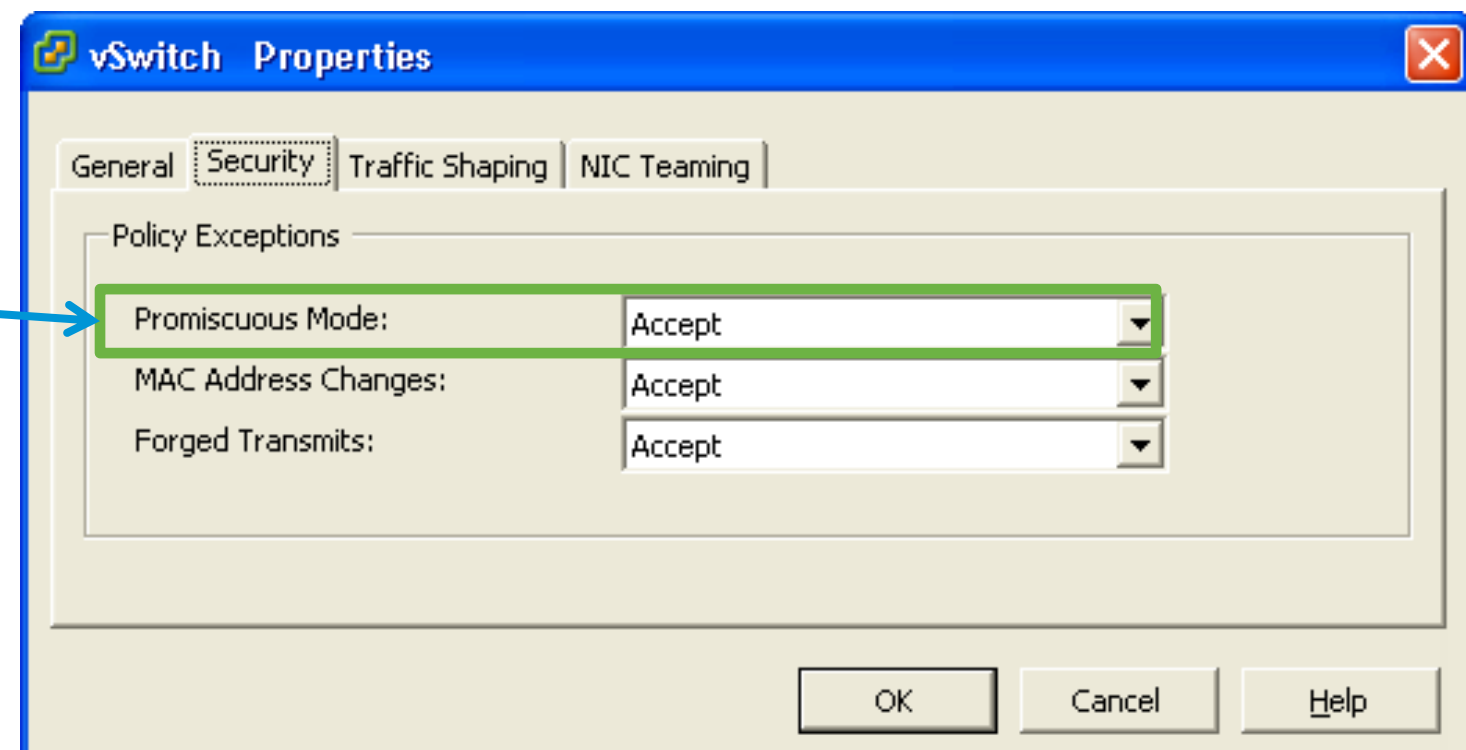 vSwitch Properties
General Security Traffic Shaping NIC Teaming
Policy Exceptions
Promiscuous Mode: Accept
MAC Address Changes: Accept
Forged Transmits: Accept
OK Cancel Help